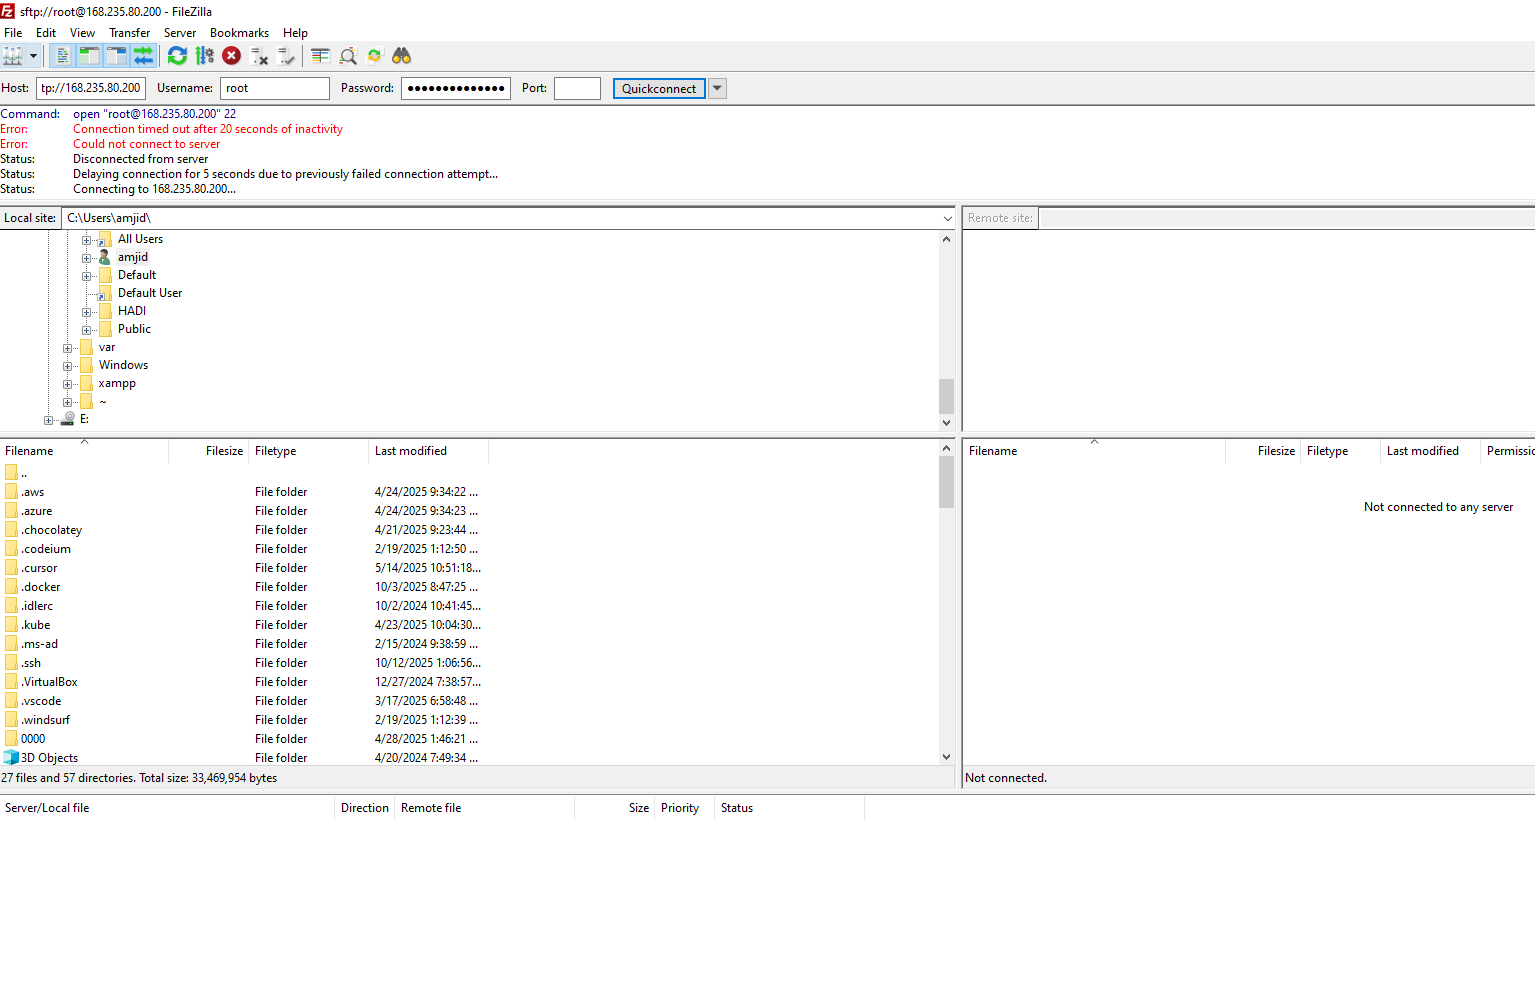 sftp://root@168.235.80.200 - FileZilla
File Edit View Transfer Server Bookmarks Help
Host: tp://168.235.80.200 Username: root Password: ●●●●●●●●●●●●●● Port: Quickconnect
Command: open "root@168.235.80.200" 22
Error: Connection timed out after 20 seconds of inactivity
Error: Could not connect to server
Status: Disconnected from server
Status: Delaying connection for 5 seconds due to previously failed connection attempt...
Status: Connecting to 168.235.80.200...
Local site: C:\Users\amjid\
All Users
amjid
Default
Default User
HADI
Public
var
Windows
xampp
~
E:
Filename Filesize Filetype Last modified
..
.aws File folder 4/24/2025 9:34:22 ...
.azure File folder 4/24/2025 9:34:23 ...
.chocolatey File folder 4/21/2025 9:23:44 ...
.codeium File folder 2/19/2025 1:12:50 ...
.cursor File folder 5/14/2025 10:51:18...
.docker File folder 10/3/2025 8:47:25 ...
.idlerc File folder 10/2/2024 10:41:45...
.kube File folder 4/23/2025 10:04:30...
.ms-ad File folder 2/15/2024 9:38:59 ...
.ssh File folder 10/12/2025 1:06:56...
.VirtualBox File folder 12/27/2024 7:38:57...
.vscode File folder 3/17/2025 6:58:48 ...
.windsurf File folder 2/19/2025 1:12:39 ...
0000 File folder 4/28/2025 1:46:21 ...
3D Objects File folder 4/20/2024 7:49:34 ...
27 files and 57 directories. Total size: 33,469,954 bytes
Remote site:
Filename Filesize Filetype Last modified Permissio
Not connected to any server
Not connected.
Server/Local file Direction Remote file Size Priority Status